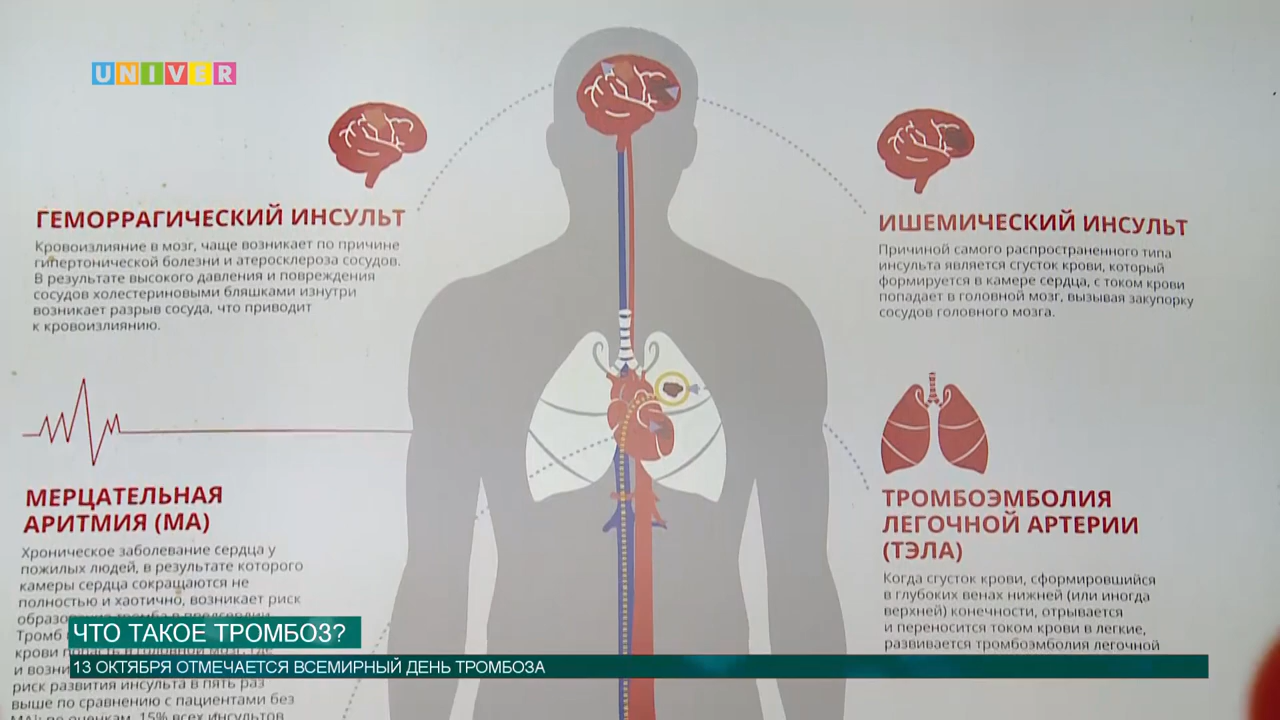 UNIVER
ГЕМОРРАГИЧЕСКИЙ ИНСУЛЬТ
Кровоизлияние в мозг, чаще возникает по причине
гипертонической болезни и атеросклероза сосудов.
В результате высокого давления и повреждения
сосудов холестериновыми бляшками изнутри
возникает разрыв сосуда, что приводит
к кровоизлиянию.
ИШЕМИЧЕСКИЙ ИНСУЛЬТ
Причиной самого распространенного типа
инсульта является сгусток крови, который
формируется в камере сердца, с током крови
попадает в головной мозг, вызывая закупорку
сосудов головного мозга.
МЕРЦАТЕЛЬНАЯ
АРИТМИЯ (МА)
Хроническое заболевание сердца у
пожилых людей, в результате которого
камеры сердца сокращаются не
полностью и хаотично, возникает риск
Тромб
крови
и
риск развития инсульта в пять раз
выше по сравнению с пациентами без
15% всех инсультов
ТРОМБОЭМБОЛИЯ
ЛЕГОЧНОЙ АРТЕРИИ
(ТЭЛА)
Когда сгусток крови, сформировшийся
в глубоких венах нижней (или иногда
верхней) конечности, отрывается
и переносится током крови в легкие,
развивается тромбоэмболия легочной
ЧТО ТАКОЕ ТРОМБОЗ?
13 ОКТЯБРЯ ОТМЕЧАЕТСЯ ВСЕМИРНЫЙ ДЕНЬ ТРОМБОЗА